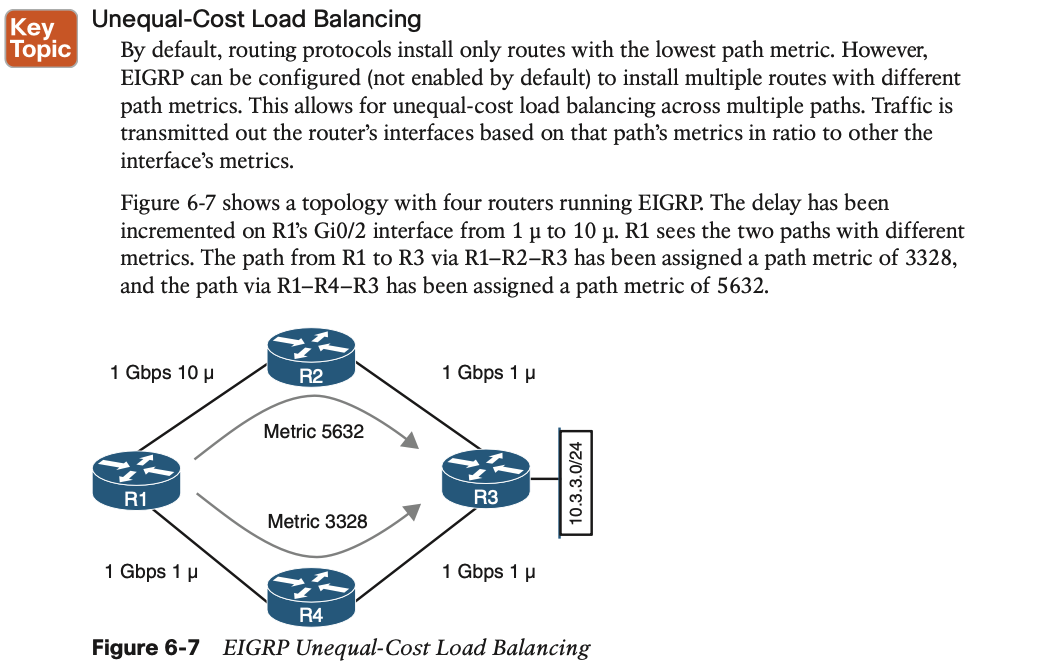 Key
Topic
Unequal-Cost Load Balancing
By default, routing protocols install only routes with the lowest path metric. However,
EIGRP can be configured (not enabled by default) to install multiple routes with different
path metrics. This allows for unequal-cost load balancing across multiple paths. Traffic is
transmitted out the router’s interfaces based on that path’s metrics in ratio to other the
interface’s metrics.
Figure 6-7 shows a topology with four routers running EIGRP. The delay has been
incremented on R1’s Gi0/2 interface from 1 µ to 10 µ. R1 sees the two paths with different
metrics. The path from R1 to R3 via R1–R2–R3 has been assigned a path metric of 3328,
and the path via R1–R4–R3 has been assigned a path metric of 5632.
R2
1 Gbps 10 µ
1 Gbps 1 µ
Metric 5632
R1
R3
10.3.3.0/24
Metric 3328
1 Gbps 1 µ
1 Gbps 1 µ
R4
Figure 6-7 EIGRP Unequal-Cost Load Balancing